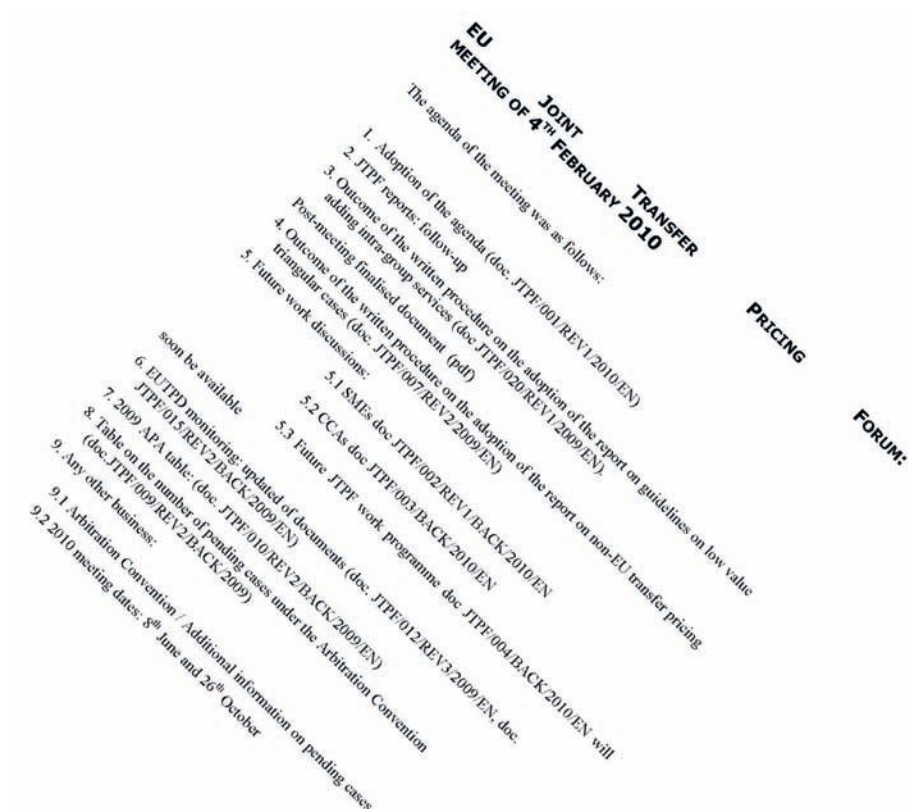 EU JOINT TRANSFER PRICING FORUM:
MEETING OF 4TH FEBRUARY 2010
The agenda of the meeting was as follows:
1. Adoption of the agenda (doc. JTPF/001/REV1/2010/EN)
2. JTPF reports: follow-up
3. Outcome of the written procedure on the adoption of the report on guidelines on low value
adding intra-group services (doc JTPF/020/REV1/2009/EN).
Post-meeting finalised document (pdf)
4. Outcome of the written procedure on the adoption of the report on non-EU transfer pricing
triangular cases (doc. JTPF/007/REV2/2009/EN)
5. Future work discussions:
5.1 SMEs doc JTPF/002/REV1/BACK/2010/EN
5.2 CCAs doc JTPF/003/BACK/2010/EN
5.3 Future JTPF work programme doc JTPF/004/BACK/2010/EN will
soon be available
6. EUTPD monitoring: updated of documents (doc. JTPF/012/REV3/2009/EN, doc.
JTPF/015/REV2/BACK/2009/EN)
7. 2009 APA table: (doc. JTPF/010/REV2/BACK/2009/EN)
8. Table on the number of pending cases under the Arbitration Convention
(doc.JTPF/009/REV2/BACK/2009)
9. Any other business:
9.1 Arbitration Convention / Additional information on pending cases
9.2 2010 meeting dates: 8th June and 26th October